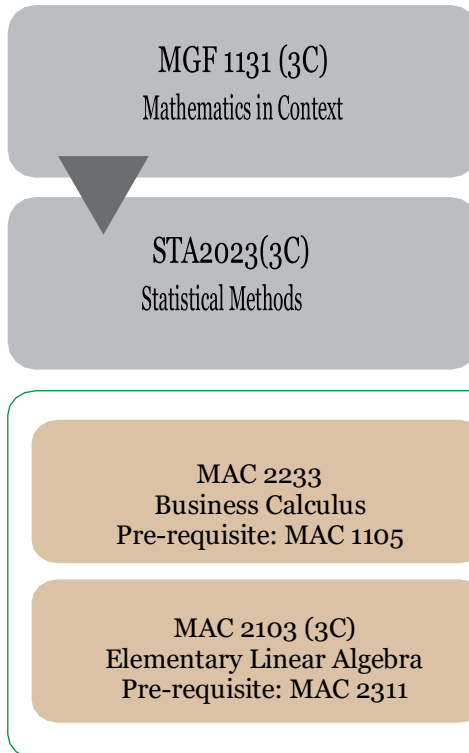 MGF 1131 (3C)
Mathematics in Context
STA2023(3C)
Statistical Methods
MAC 2233
Business Calculus
Pre-requisite: MAC 1105
MAC 2103 (3C)
Elementary Linear Algebra
Pre-requisite: MAC 2311